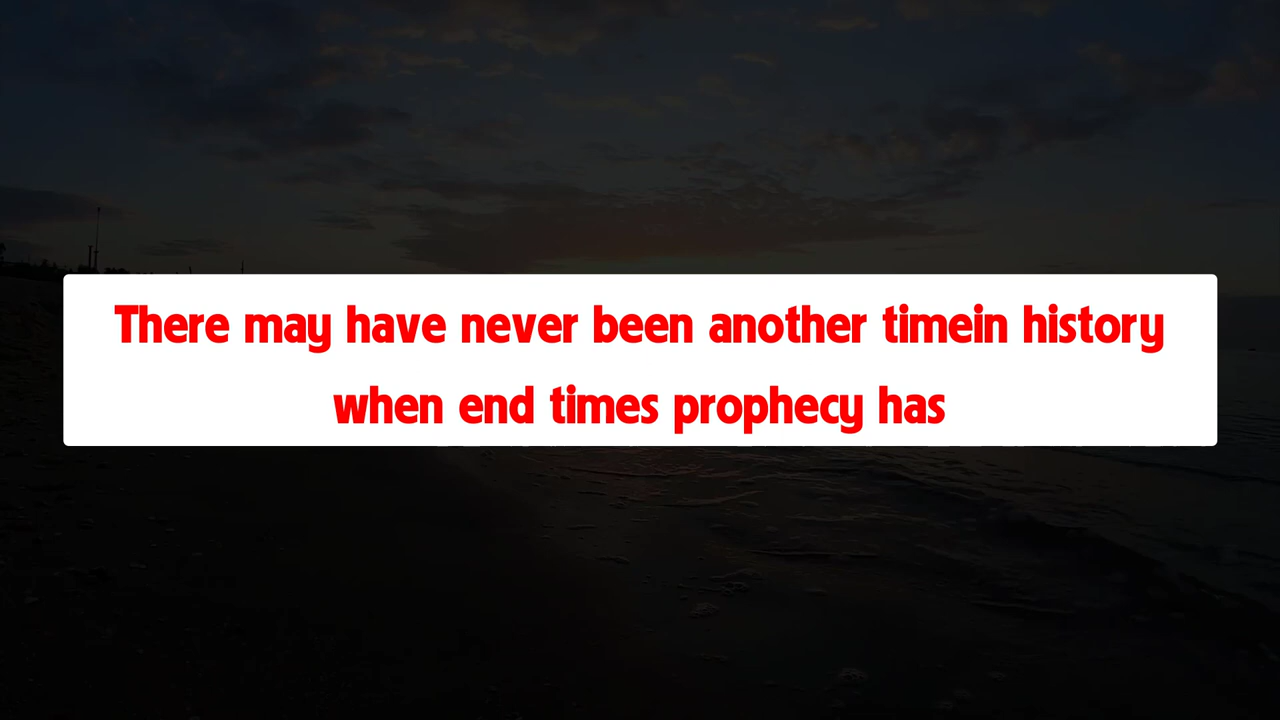 There may have never been another timein history
when end times prophecy has